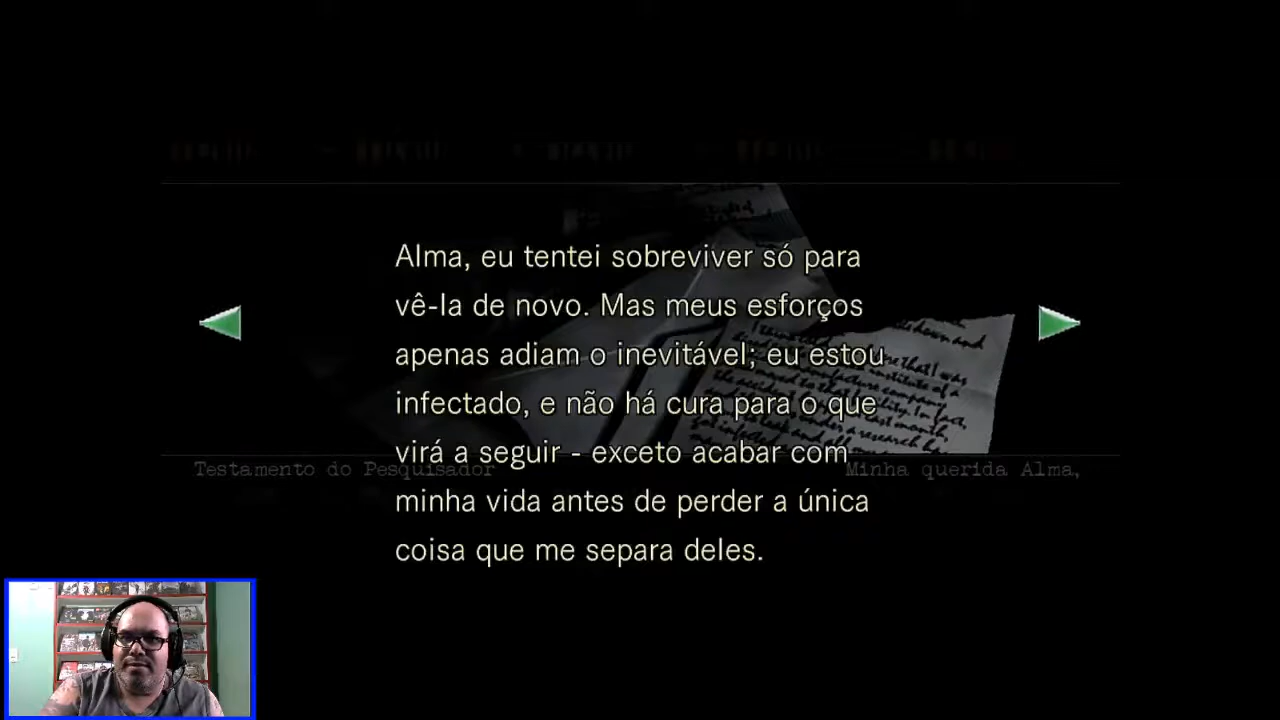 Alma, eu tentei sobreviver só para
vê-la de novo. Mas meus esforços
apenas adiam o inevitável; eu estou
infectado, e não há cura para o que
virá a seguir - exceto acabar com
Testamento do Pesquisador
Minha querida Alma,
minha vida antes de perder a única
coisa que me separa deles.